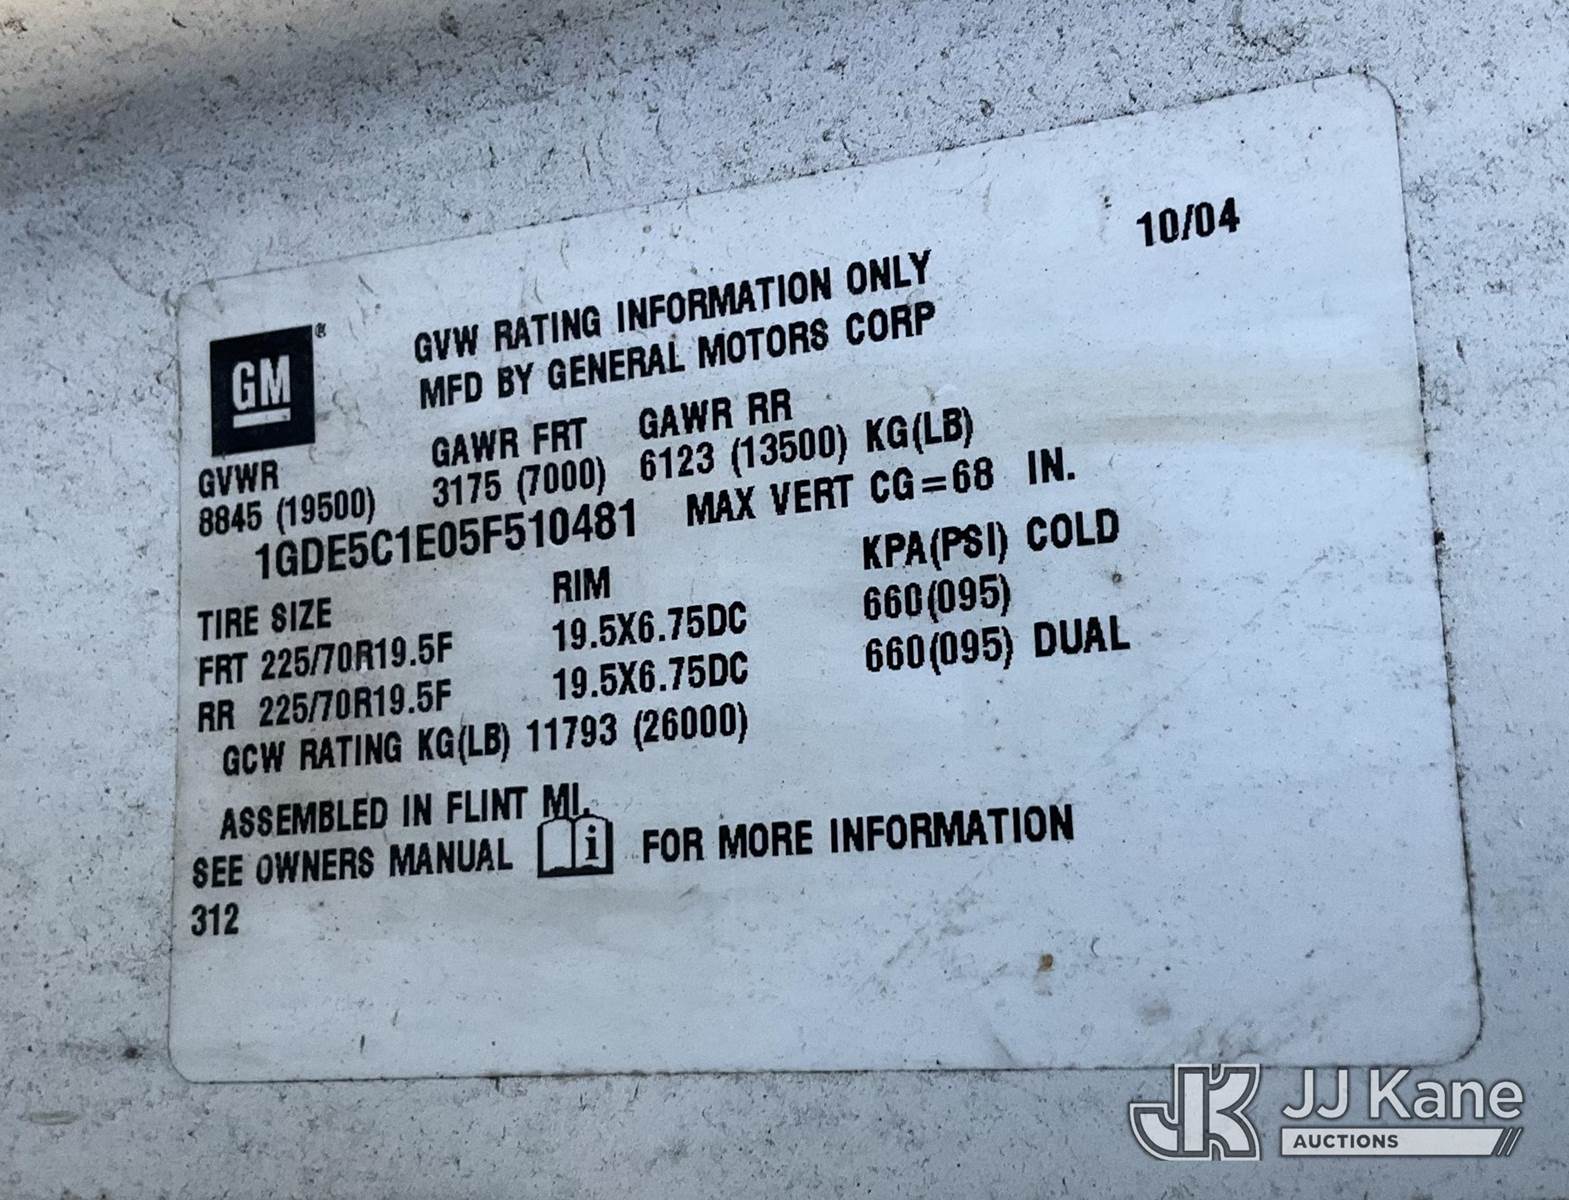 10/04
GM®
GVW RATING INFORMATION ONLY
MFD BY GENERAL MOTORS CORP
GVWR GAWR FRT GAWR RR
8845 (19500) 3175 (7000) 6123 (13500) KG(LB)
1GDE5C1E05F510481 MAX VERT CG=68 IN.
TIRE SIZE RIM KPA(PSI) COLD
FRT 225/70R19.5F 19.5X6.75DC 660(095)
RR 225/70R19.5F 19.5X6.75DC 660(095) DUAL
GCW RATING KG(LB) 11793 (26000)
ASSEMBLED IN FLINT MI.
SEE OWNERS MANUAL i FOR MORE INFORMATION
312
JK JJ Kane
AUCTIONS